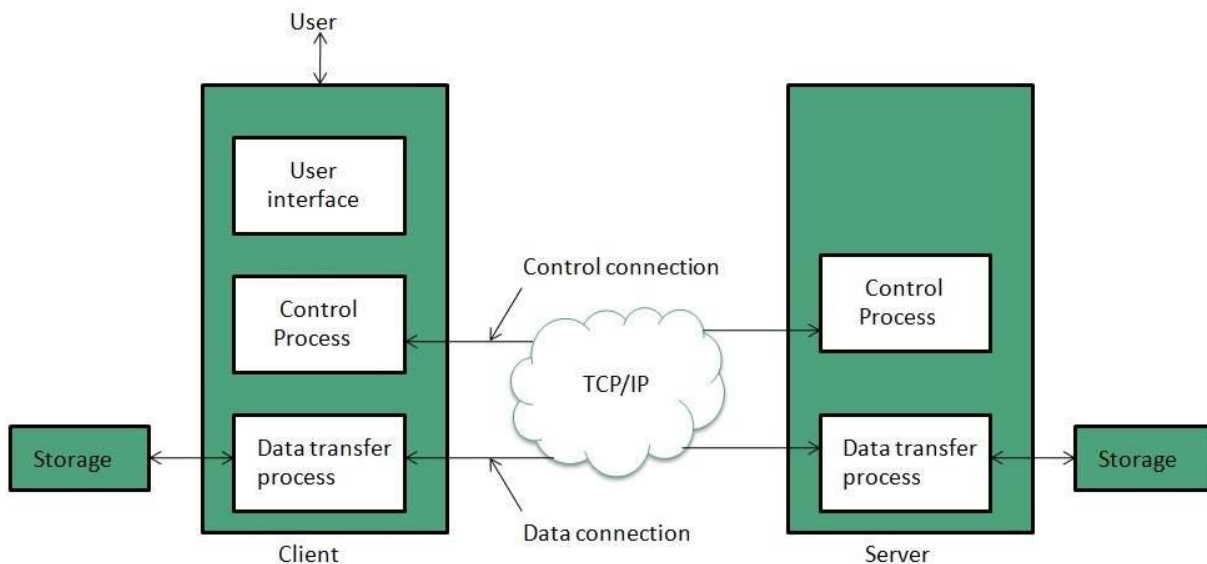 User
User
interface
Control connection
Control
Process
Control
Process
TCP/IP
Storage
Data transfer
process
Data transfer
process
Storage
Data connection
Client
Server